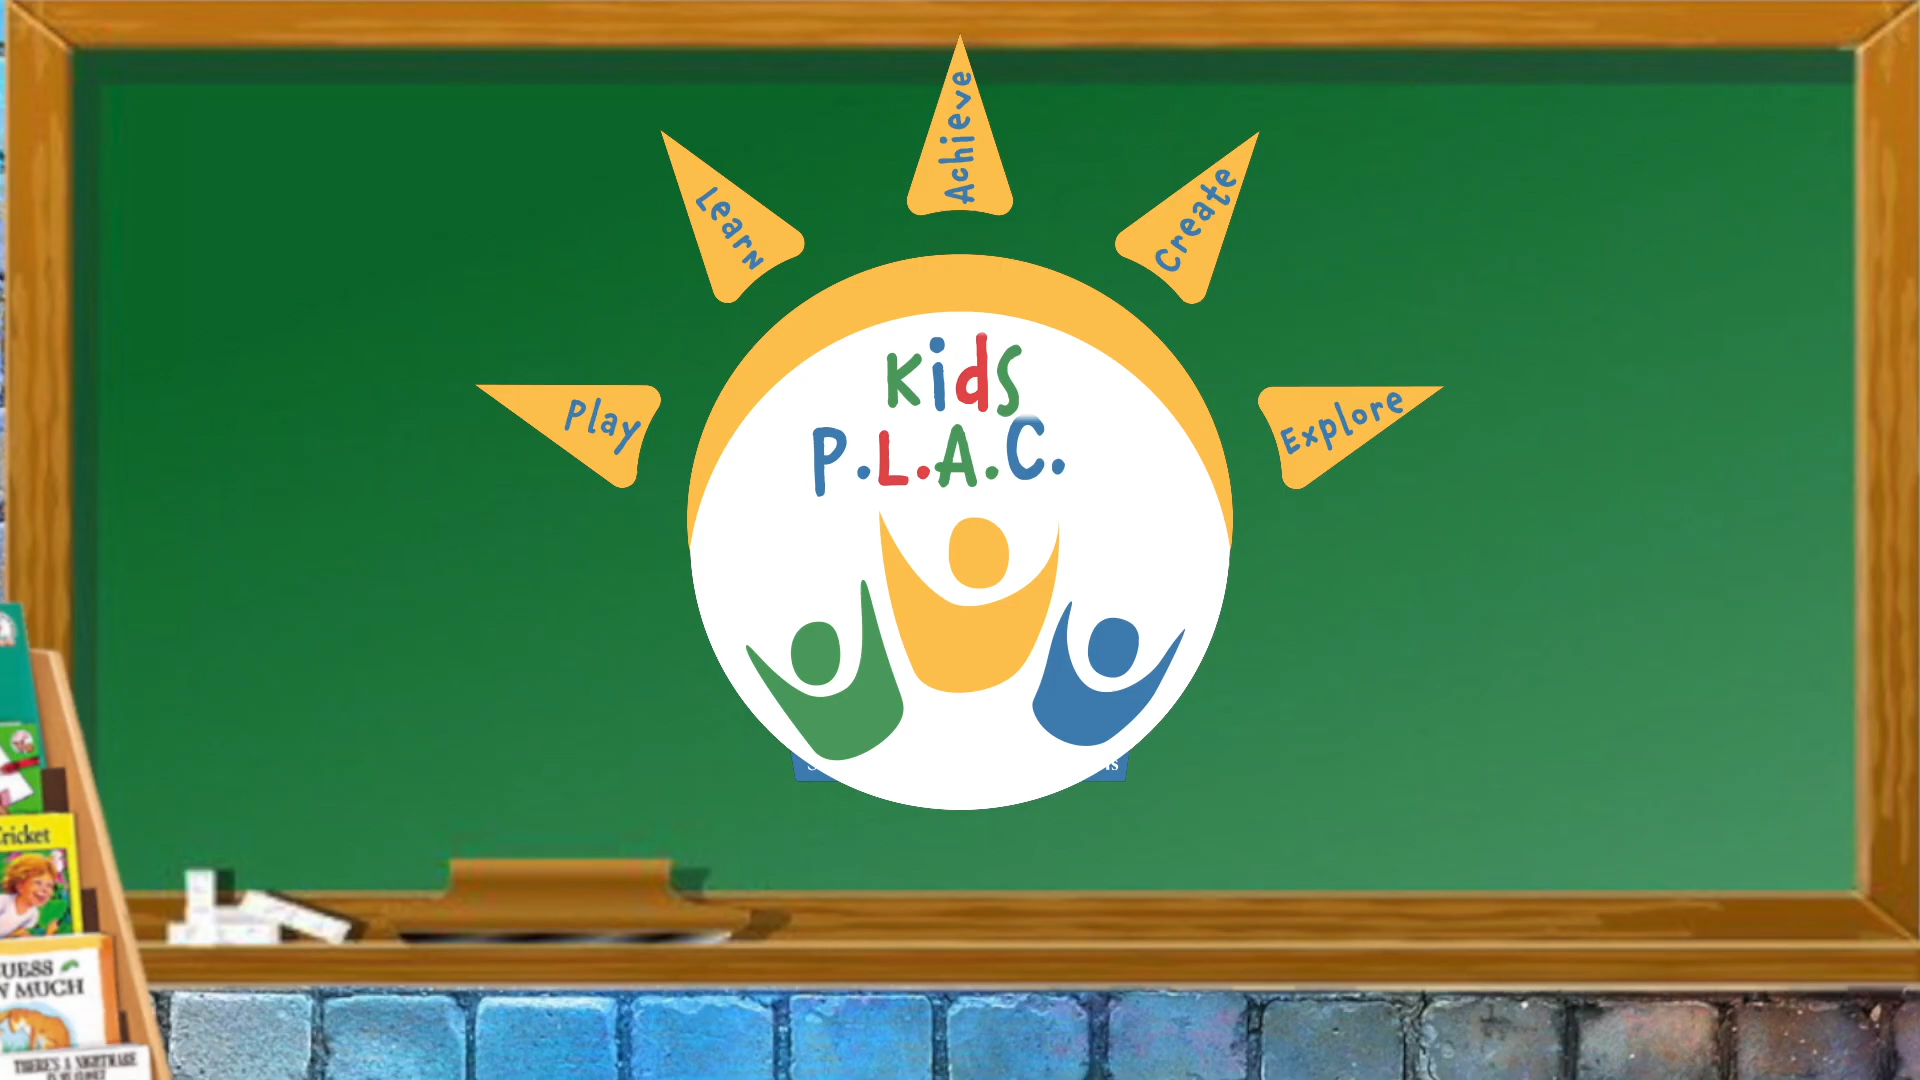 Achieve
Learn
Create
Play
Explore
Kids
P.L.A.C.
Cricket
UESS
MUCH
THERE'S A NIGHTMARE